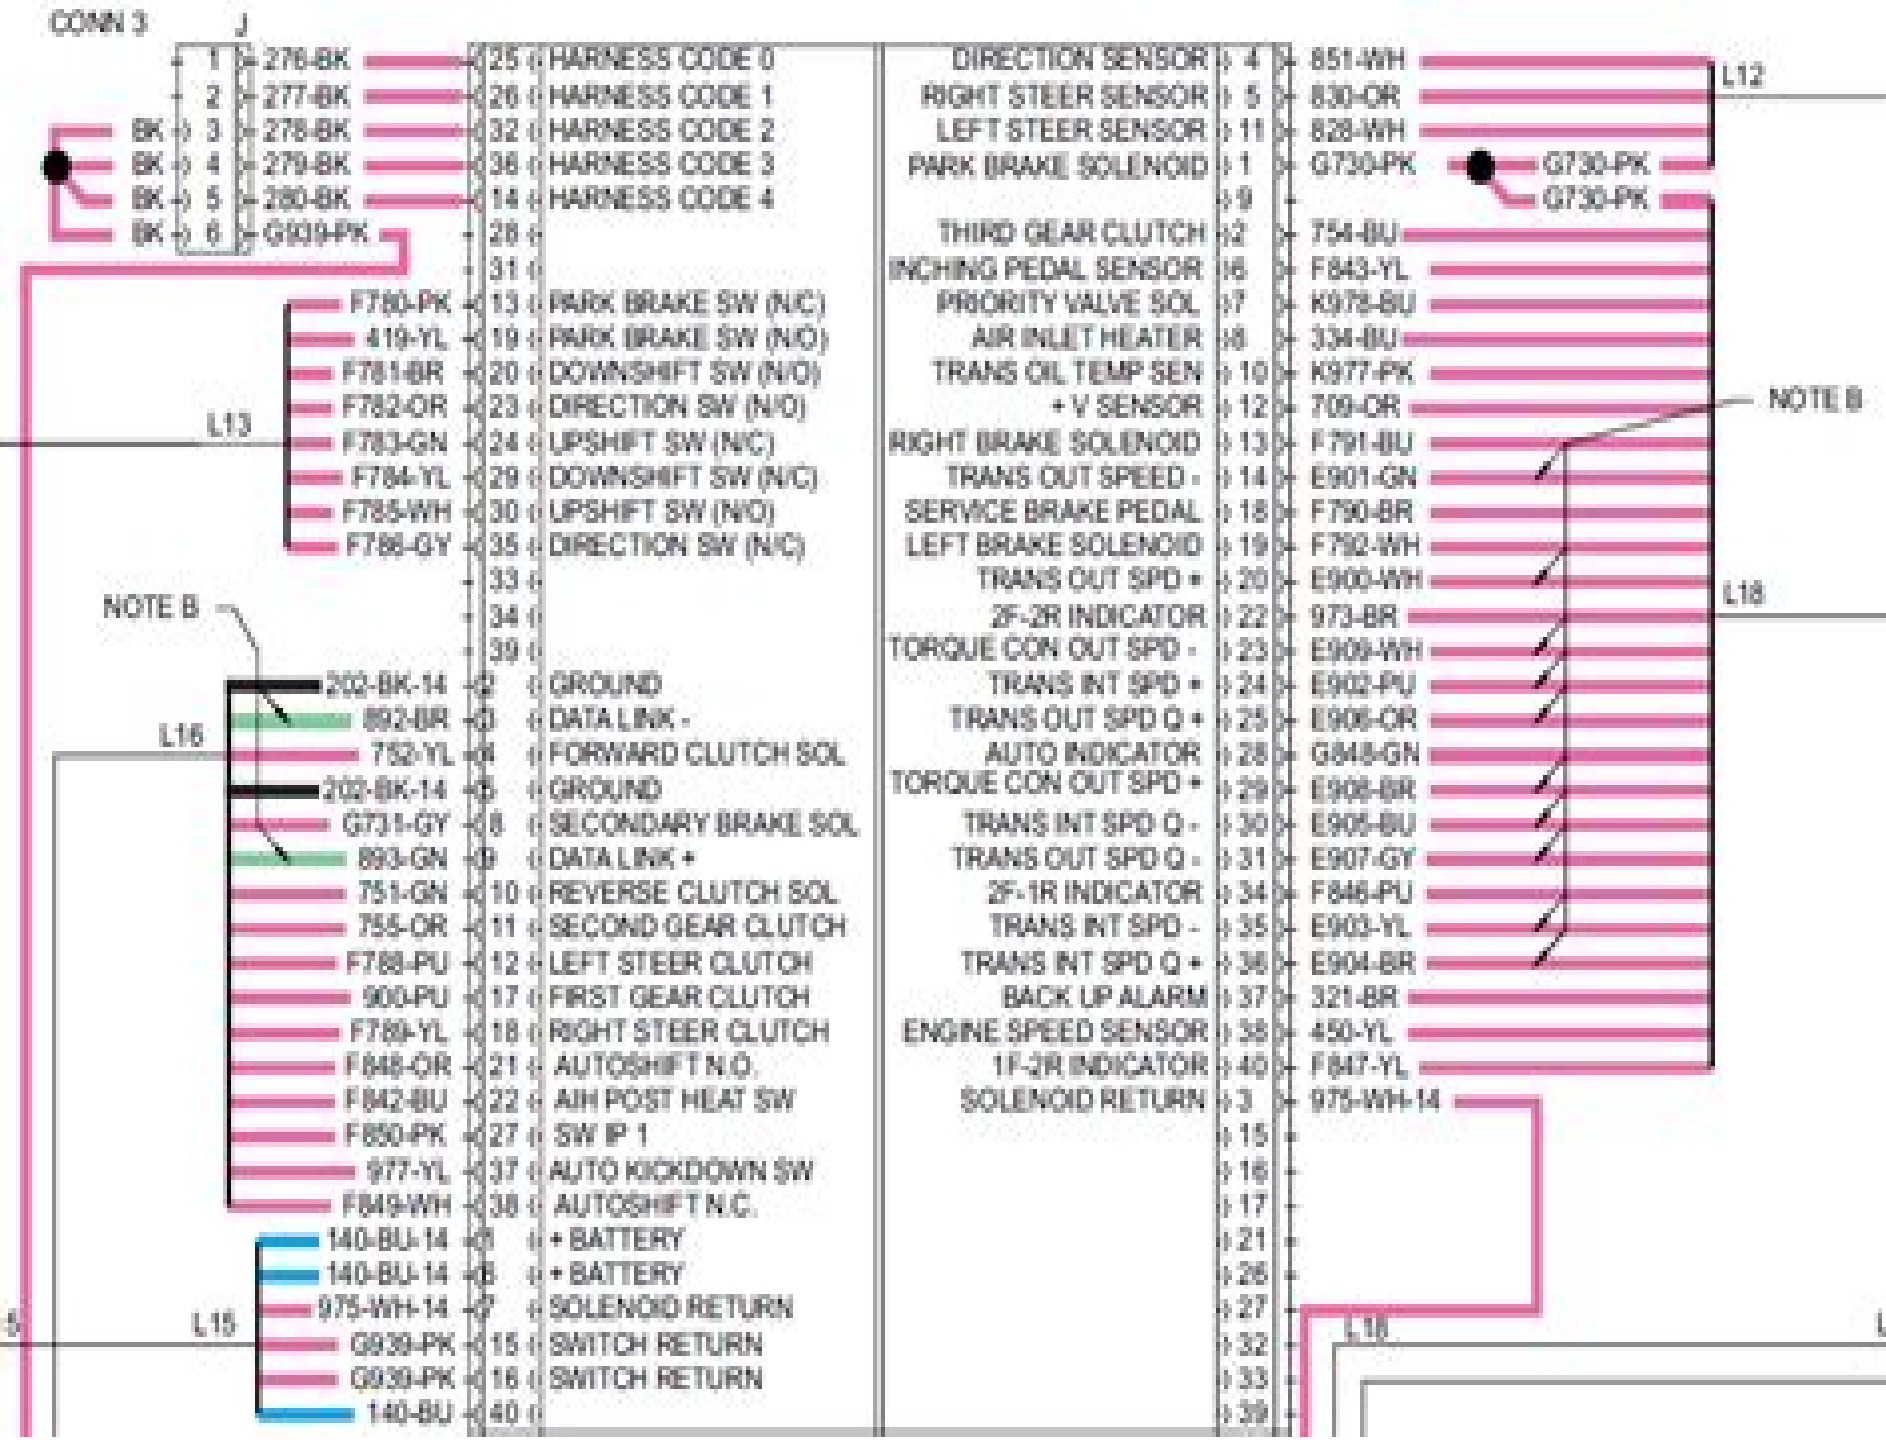 CONN 3
J
1 276-BK 25 HARNESS CODE 0
2 277-BK 26 HARNESS CODE 1
BK 3 278-BK 32 HARNESS CODE 2
BK 4 279-BK 36 HARNESS CODE 3
BK 5 280-BK 14 HARNESS CODE 4
BK 6 G939-PK 28
31
F780-PK 13 PARK BRAKE SW (N/C)
419-YL 19 PARK BRAKE SW (N/O)
F781-BR 20 DOWNSHIFT SW (N/O)
F782-OR 23 DIRECTION SW (N/O)
L13
F783-GN 24 UPSHIFT SW (N/C)
F784-YL 29 DOWNSHIFT SW (N/C)
F785-WH 30 UPSHIFT SW (N/O)
F786-GY 35 DIRECTION SW (N/C)
33
NOTE B
34
39
202-BK-14 2 GROUND
892-BR 3 DATA LINK -
L16
752-YL 4 FORWARD CLUTCH SOL
202-BK-14 5 GROUND
G731-GY 8 SECONDARY BRAKE SOL
893-GN 9 DATA LINK +
751-GN 10 REVERSE CLUTCH SOL
755-OR 11 SECOND GEAR CLUTCH
F788-PU 12 LEFT STEER CLUTCH
900-PU 17 FIRST GEAR CLUTCH
F789-YL 18 RIGHT STEER CLUTCH
F848-OR 21 AUTOSHIFT N.O.
F842-BU 22 AIH POST HEAT SW
F850-PK 27 SW IP 1
977-YL 37 AUTO KICKDOWN SW
F849-WH 38 AUTOSHIFT N.C.
140-BU-14 1 + BATTERY
140-BU-14 6 + BATTERY
975-WH-14 7 SOLENOID RETURN
5
L15
G939-PK 15 SWITCH RETURN
G939-PK 16 SWITCH RETURN
140-BU 40
DIRECTION SENSOR 4 851-WH
L12
RIGHT STEER SENSOR 5 830-OR
LEFT STEER SENSOR 11 828-WH
PARK BRAKE SOLENOID 1 G730-PK G730-PK
9 G730-PK
THIRD GEAR CLUTCH 2 754-BU
INCHING PEDAL SENSOR 6 F843-YL
PRIORITY VALVE SOL 7 K978-BU
AIR INLET HEATER 8 334-BU
TRANS OIL TEMP SEN 10 K977-PK
+ V SENSOR 12 709-OR
NOTE B
RIGHT BRAKE SOLENOID 13 F791-BU
TRANS OUT SPEED - 14 E901-GN
SERVICE BRAKE PEDAL 18 F790-BR
LEFT BRAKE SOLENOID 19 F792-WH
TRANS OUT SPD + 20 E900-WH
L18
2F-2R INDICATOR 22 973-BR
TORQUE CON OUT SPD - 23 E909-WH
TRANS INT SPD + 24 E902-PU
TRANS OUT SPD Q + 25 E906-OR
AUTO INDICATOR 28 G848-GN
TORQUE CON OUT SPD + 29 E908-BR
TRANS INT SPD Q - 30 E905-BU
TRANS OUT SPD Q - 31 E907-GY
2F-1R INDICATOR 34 F846-PU
TRANS INT SPD - 35 E903-YL
TRANS INT SPD Q + 36 E904-BR
BACK UP ALARM 37 321-BR
ENGINE SPEED SENSOR 38 450-YL
1F-2R INDICATOR 40 F847-YL
SOLENOID RETURN 3 975-WH-14
15
16
17
21
26
27
L18
32
33
39